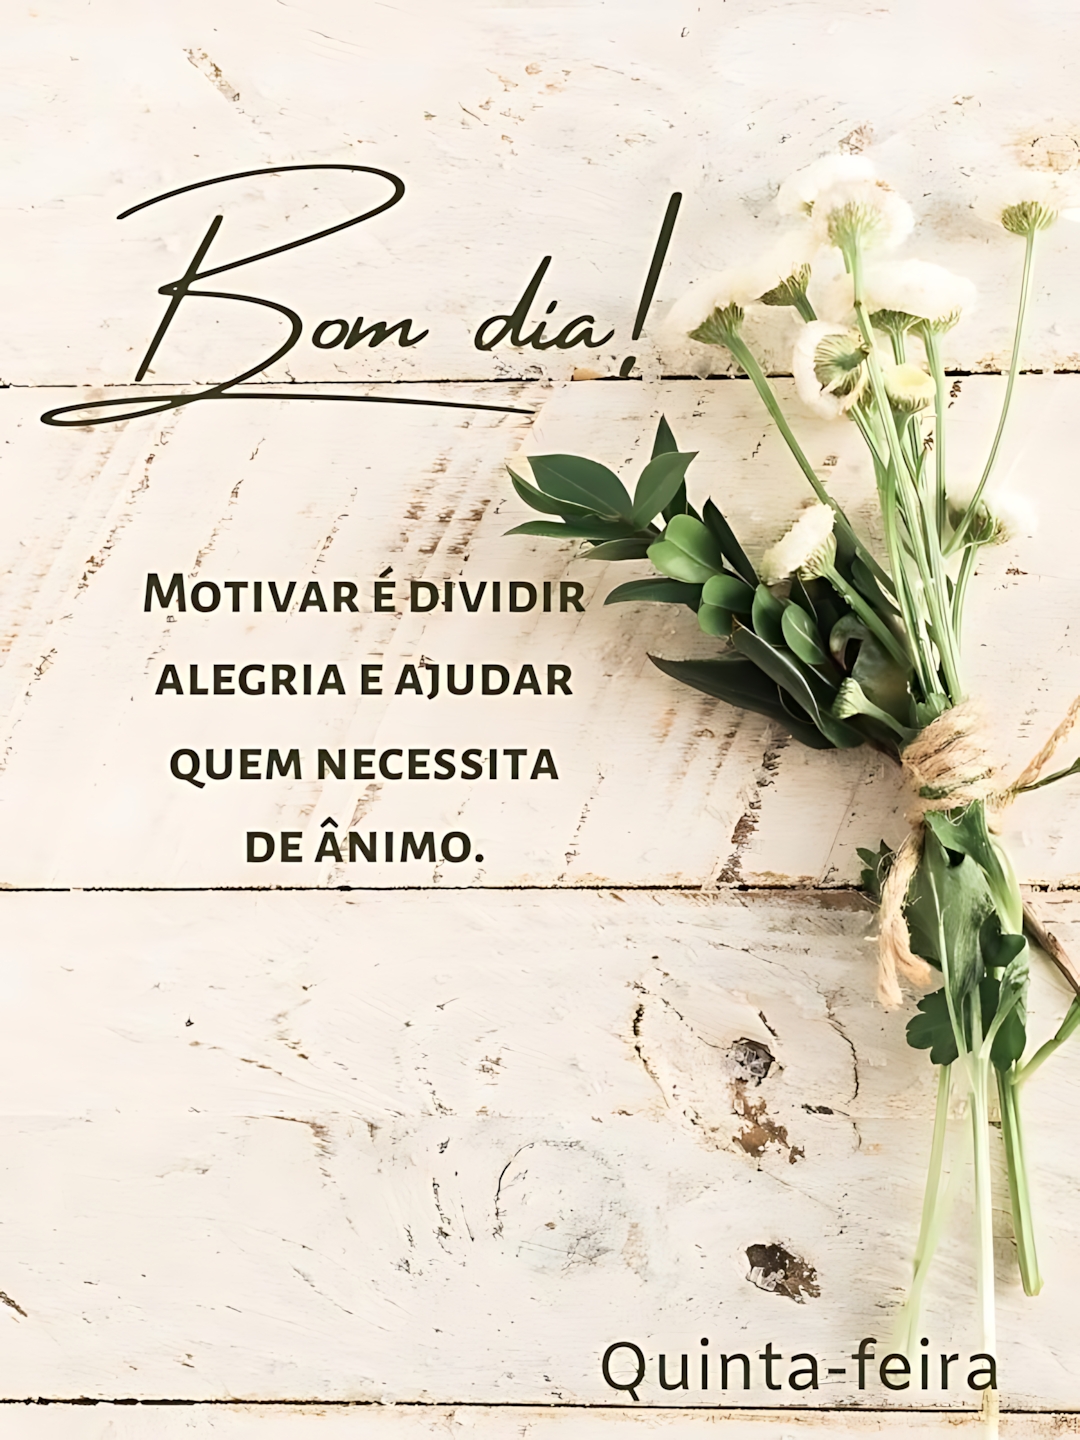 Bom dia!
Motivar é dividir
alegria e ajudar
quem necessita
de ânimo.
Quinta-feira